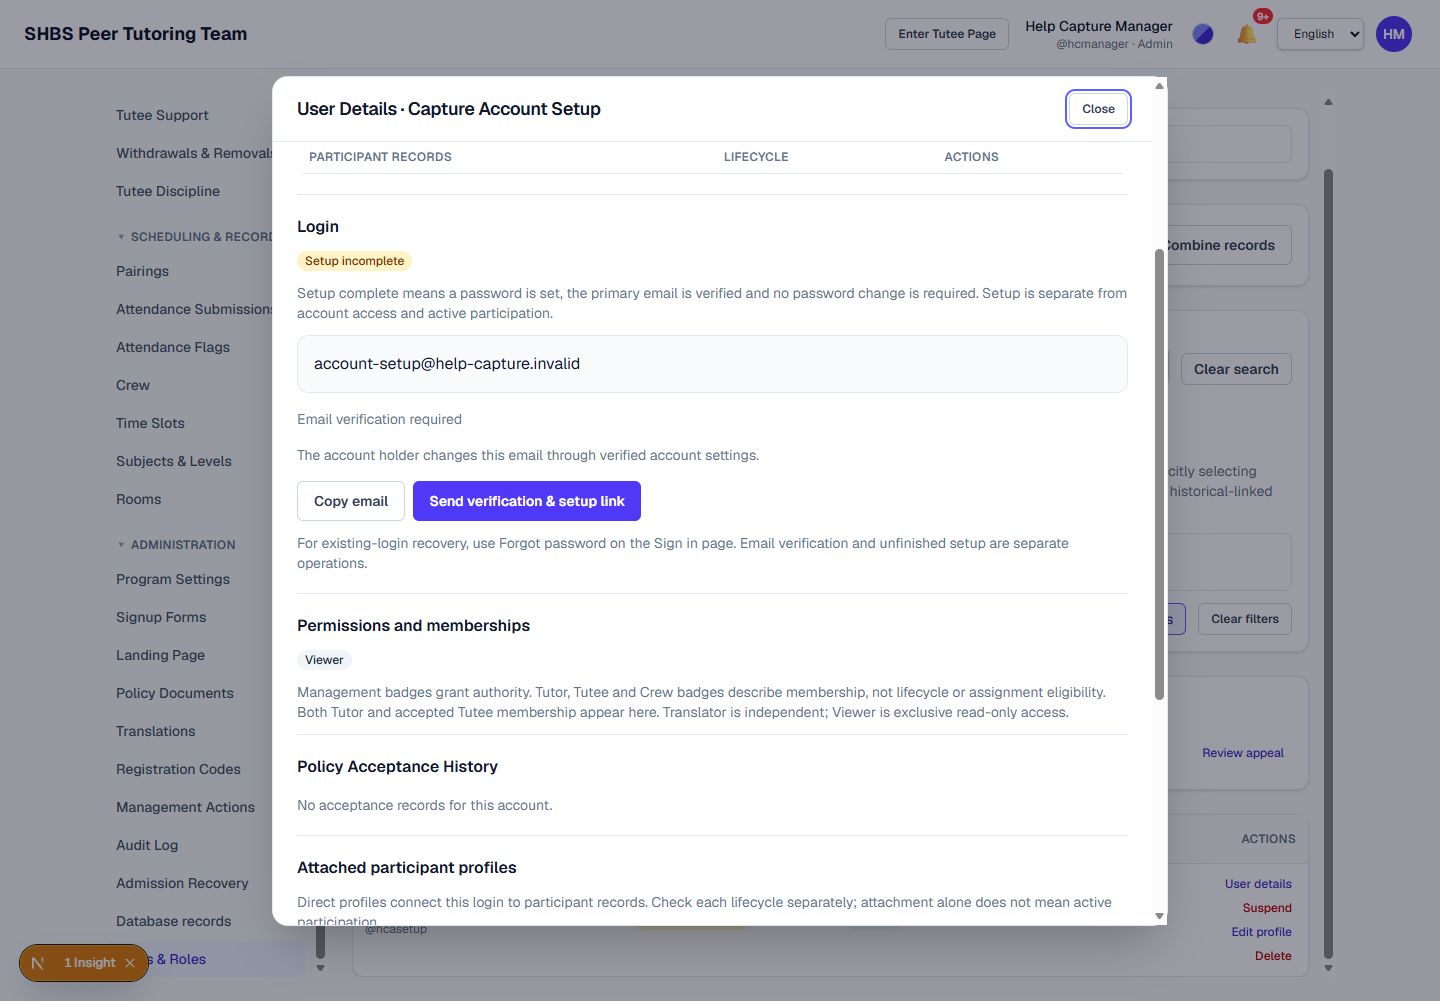 SHBS Peer Tutoring Team
Enter Tutee Page
Help Capture Manager
@hcmanager · Admin
9+
English
HM
Tutee Support
Withdrawals & Removals
Tutee Discipline
SCHEDULING & RECORD
Pairings
Attendance Submissions
Attendance Flags
Crew
Time Slots
Subjects & Levels
Rooms
ADMINISTRATION
Program Settings
Signup Forms
Landing Page
Policy Documents
Translations
Registration Codes
Management Actions
Audit Log
Admission Recovery
Database records
s & Roles
N
1 Insight
User Details · Capture Account Setup
Close
PARTICIPANT RECORDS
LIFECYCLE
ACTIONS
Login
Setup incomplete
Setup complete means a password is set, the primary email is verified and no password change is required. Setup is separate from
account access and active participation.
account-setup@help-capture.invalid
Email verification required
The account holder changes this email through verified account settings.
Copy email
Send verification & setup link
For existing-login recovery, use Forgot password on the Sign in page. Email verification and unfinished setup are separate
operations.
Permissions and memberships
Viewer
Management badges grant authority. Tutor, Tutee and Crew badges describe membership, not lifecycle or assignment eligibility.
Both Tutor and accepted Tutee membership appear here. Translator is independent; Viewer is exclusive read-only access.
Policy Acceptance History
No acceptance records for this account.
Attached participant profiles
Direct profiles connect this login to participant records. Check each lifecycle separately; attachment alone does not mean active
participation.
Combine records
Clear search
citly selecting
historical-linked
s
Clear filters
Review appeal
ACTIONS
@hcasetup
User details
Suspend
Edit profile
Delete